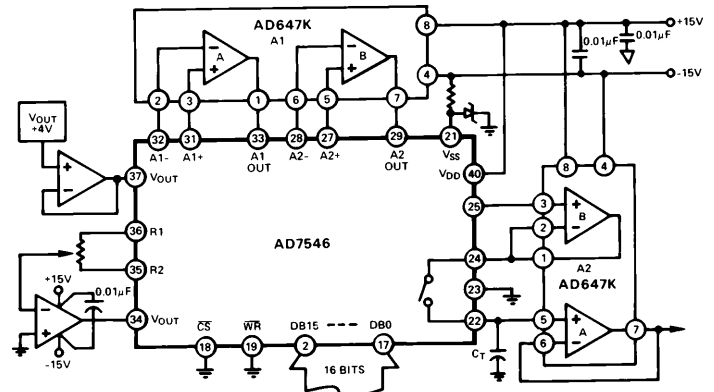 AD647K
A1
8
+15V
0.01µF
0.01µF
A
B
4
-15V
2
3
1
6
5
7
32
31
33
28
27
29
21
A1-
A1+
A1
OUT
A2-
A2+
A2
OUT
VSS
VOUT
+4V
VDD
40
8
4
37
VOUT
25
3
B
2
36
R1
AD7546
24
1
A2
AD647K
35
R2
23
+15V
0.01µF
22
5
A
7
6
34
VOUT
CS
WR
DB15
DB0
CT
-15V
18
19
2
17
16 BITS